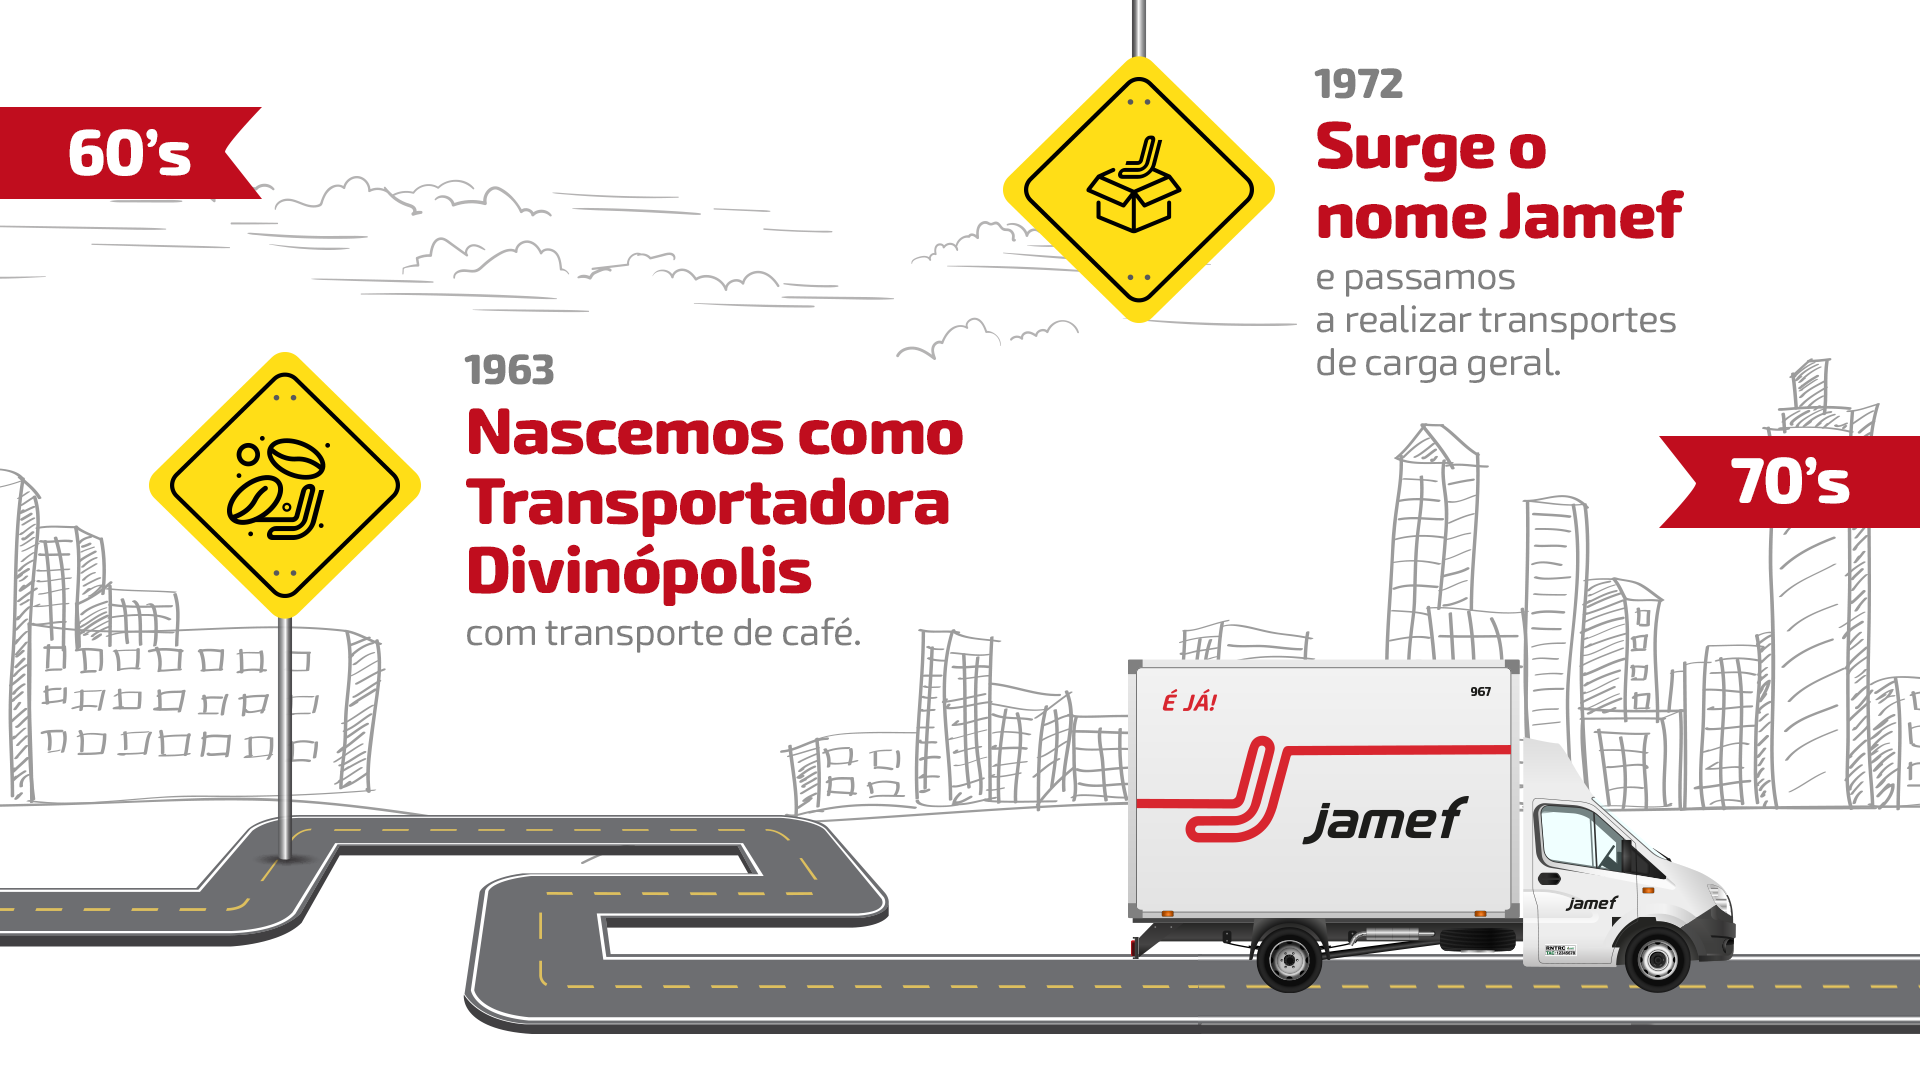 60's
1963
Nascemos como
Transportadora
Divinópolis
com transporte de café.
1972
Surge o
nome Jamef
e passamos
a realizar transportes
de carga geral.
70's
É JÁ!
967
jamef
jamef
RNTRC